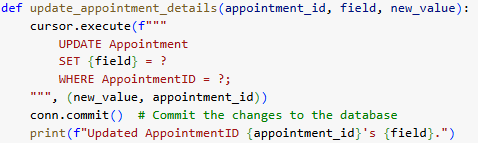 def update_appointment_details(appointment_id, field, new_value):
    cursor.execute(f"""
        UPDATE Appointment
        SET {field} = ?
        WHERE AppointmentID = ?;
    """, (new_value, appointment_id))
    conn.commit()  # Commit the changes to the database
    print(f"Updated AppointmentID {appointment_id}'s {field}.")